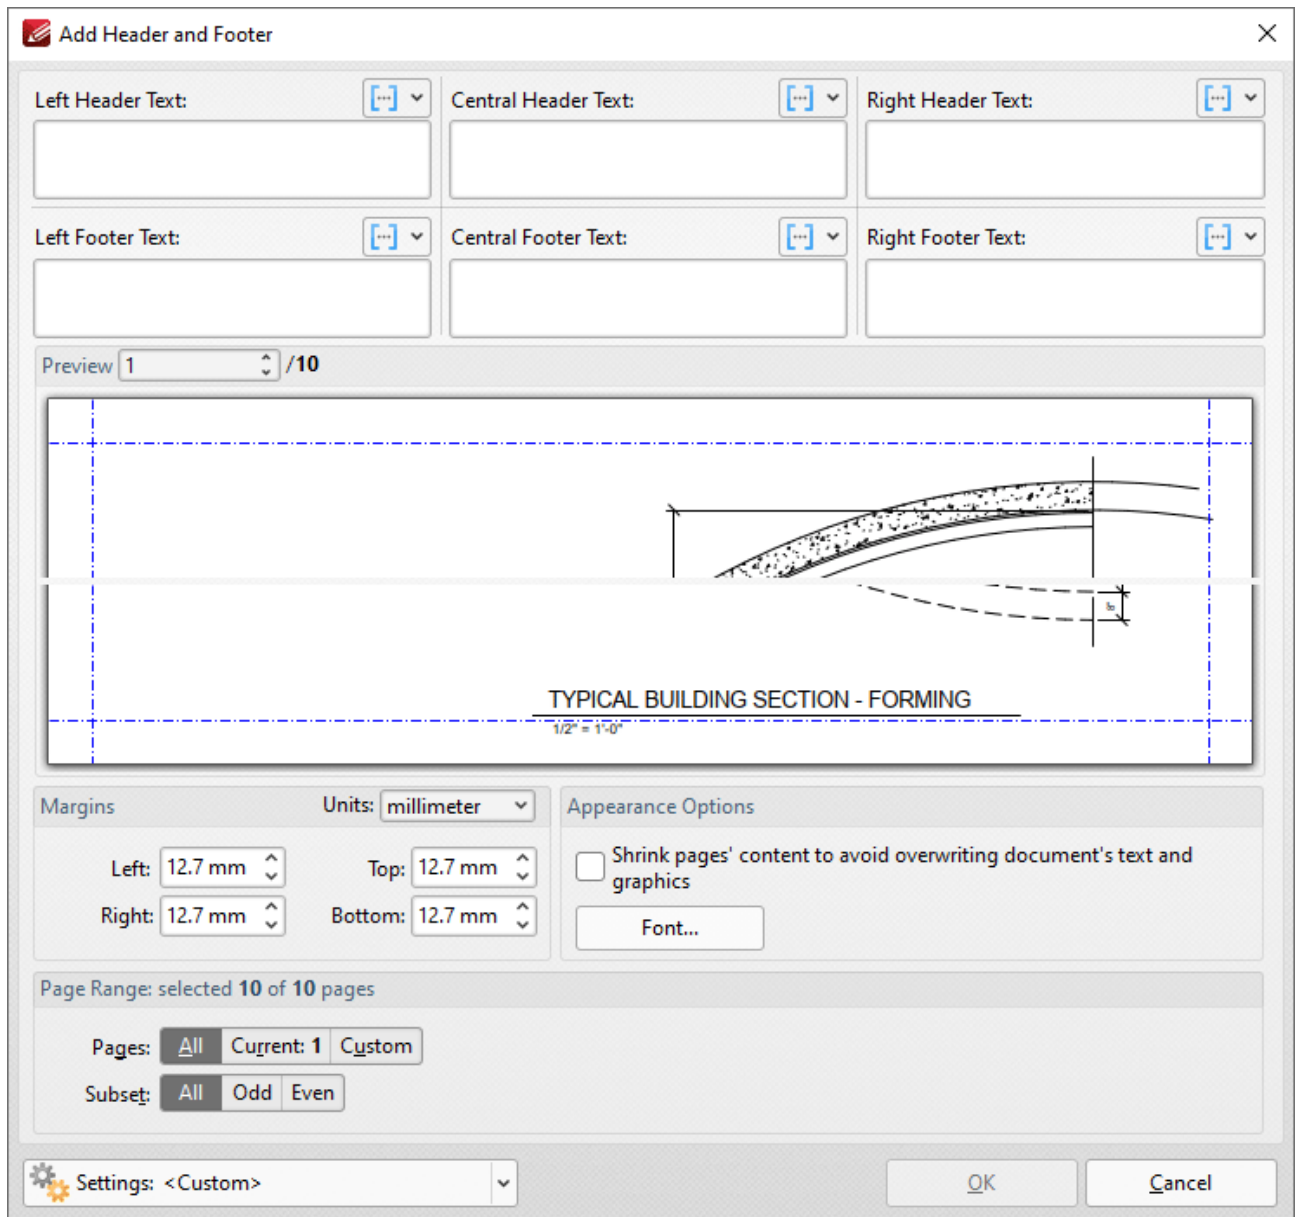 Add Header and Footer
Left Header Text:
Central Header Text:
Right Header Text:
Left Footer Text:
Central Footer Text:
Right Footer Text:
Preview 1 /10
8"
TYPICAL BUILDING SECTION - FORMING
1/2" = 1'-0"
Margins
Units: millimeter
Appearance Options
Left: 12.7 mm
Top: 12.7 mm
Right: 12.7 mm
Bottom: 12.7 mm
Shrink pages' content to avoid overwriting document's text and
graphics
Font...
Page Range: selected 10 of 10 pages
Pages: All Current: 1 Custom
Subset: All Odd Even
Settings: <Custom>
OK
Cancel